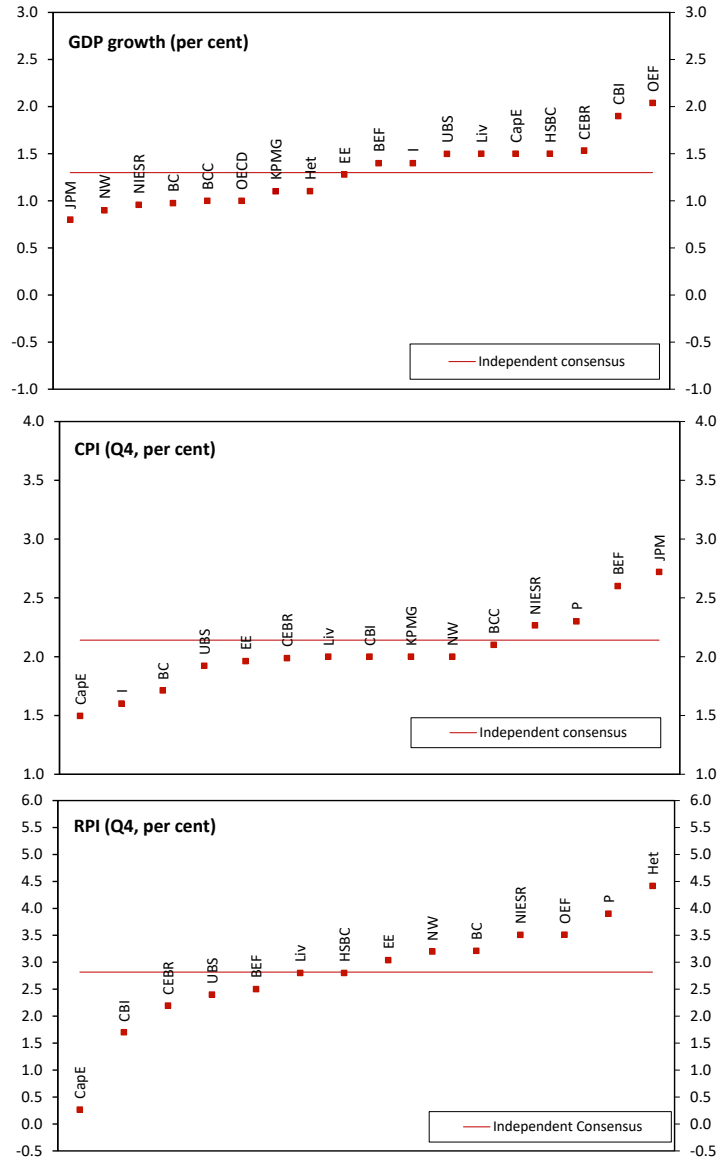 GDP growth (per cent)
3.0
2.5
2.0
1.5
1.0
0.5
0.0
-0.5
-1.0
3.0
2.5
2.0
1.5
1.0
0.5
0.0
-0.5
-1.0
JPM
NW
NIESR
BC
BCC
OECD
KPMG
Het
EE
BEF
I
UBS
Liv
CapE
HSBC
CEBR
CBI
OEF
Independent consensus
CPI (Q4, per cent)
4.0
3.5
3.0
2.5
2.0
1.5
1.0
4.0
3.5
3.0
2.5
2.0
1.5
1.0
CapE
I
BC
UBS
EE
CEBR
Liv
CBI
KPMG
NW
BCC
NIESR
P
BEF
JPM
Independent consensus
RPI (Q4, per cent)
6.0
5.5
5.0
4.5
4.0
3.5
3.0
2.5
2.0
1.5
1.0
0.5
0.0
-0.5
6.0
5.5
5.0
4.5
4.0
3.5
3.0
2.5
2.0
1.5
1.0
0.5
0.0
-0.5
CapE
CBI
CEBR
UBS
BEF
Liv
HSBC
EE
NW
BC
NIESR
OEF
P
Het
Independent Consensus